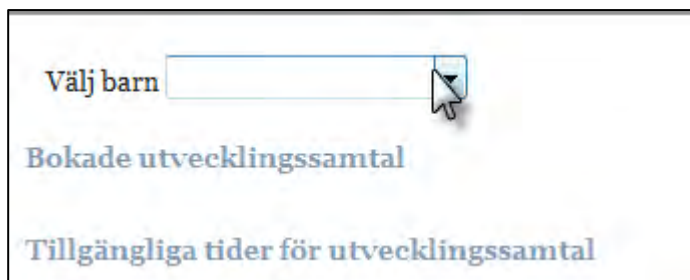 Välj barn
Bokade utvecklingssamtal
Tillgängliga tider för utvecklingssamtal